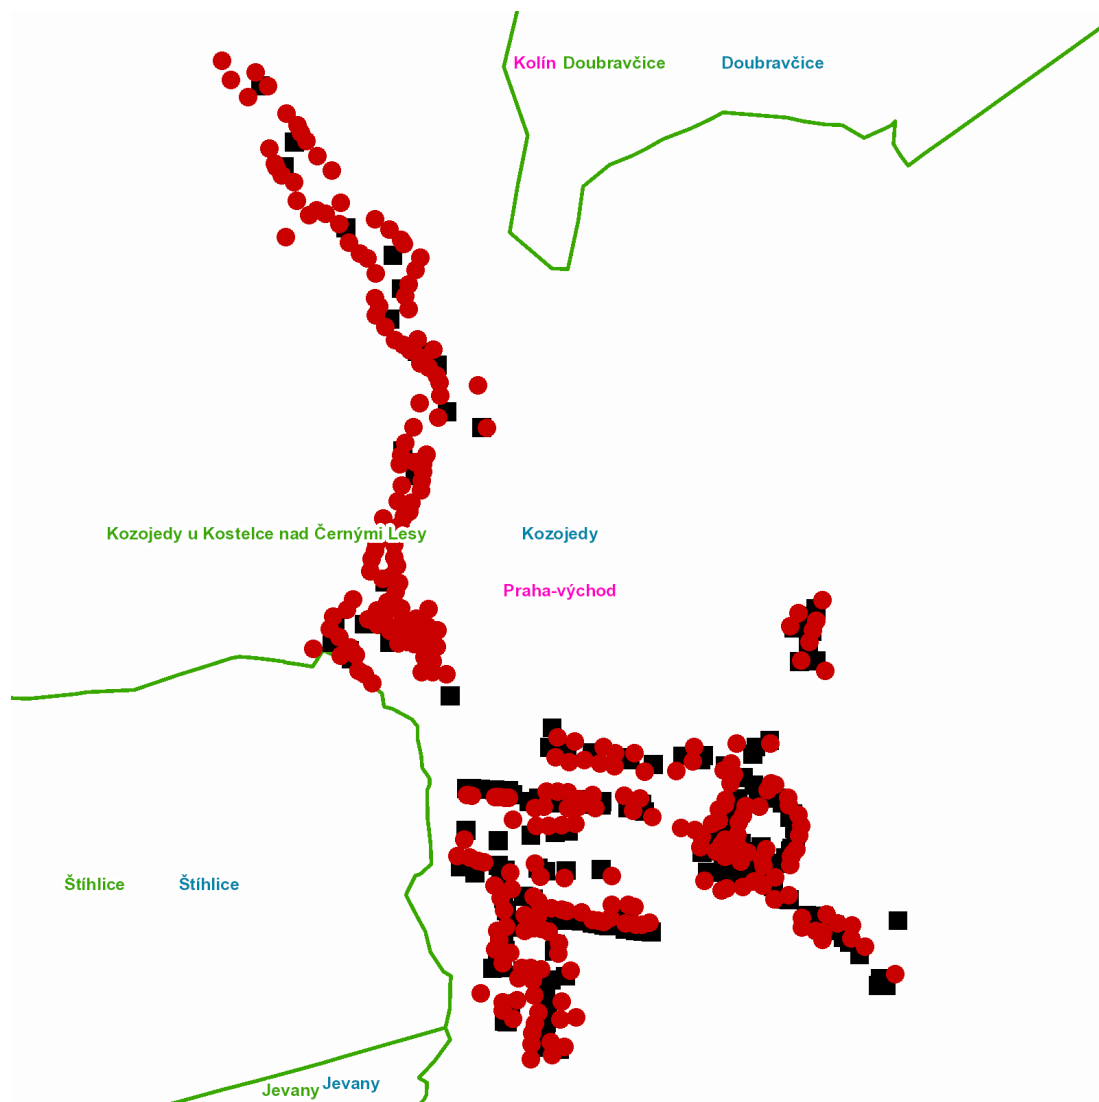 Kolín Doubravčice Doubravčice
Kozojedy u Kostelce nad Černými Lesy Kozojedy
Praha-východ
Štíhlice Štíhlice
Jevany Jevany